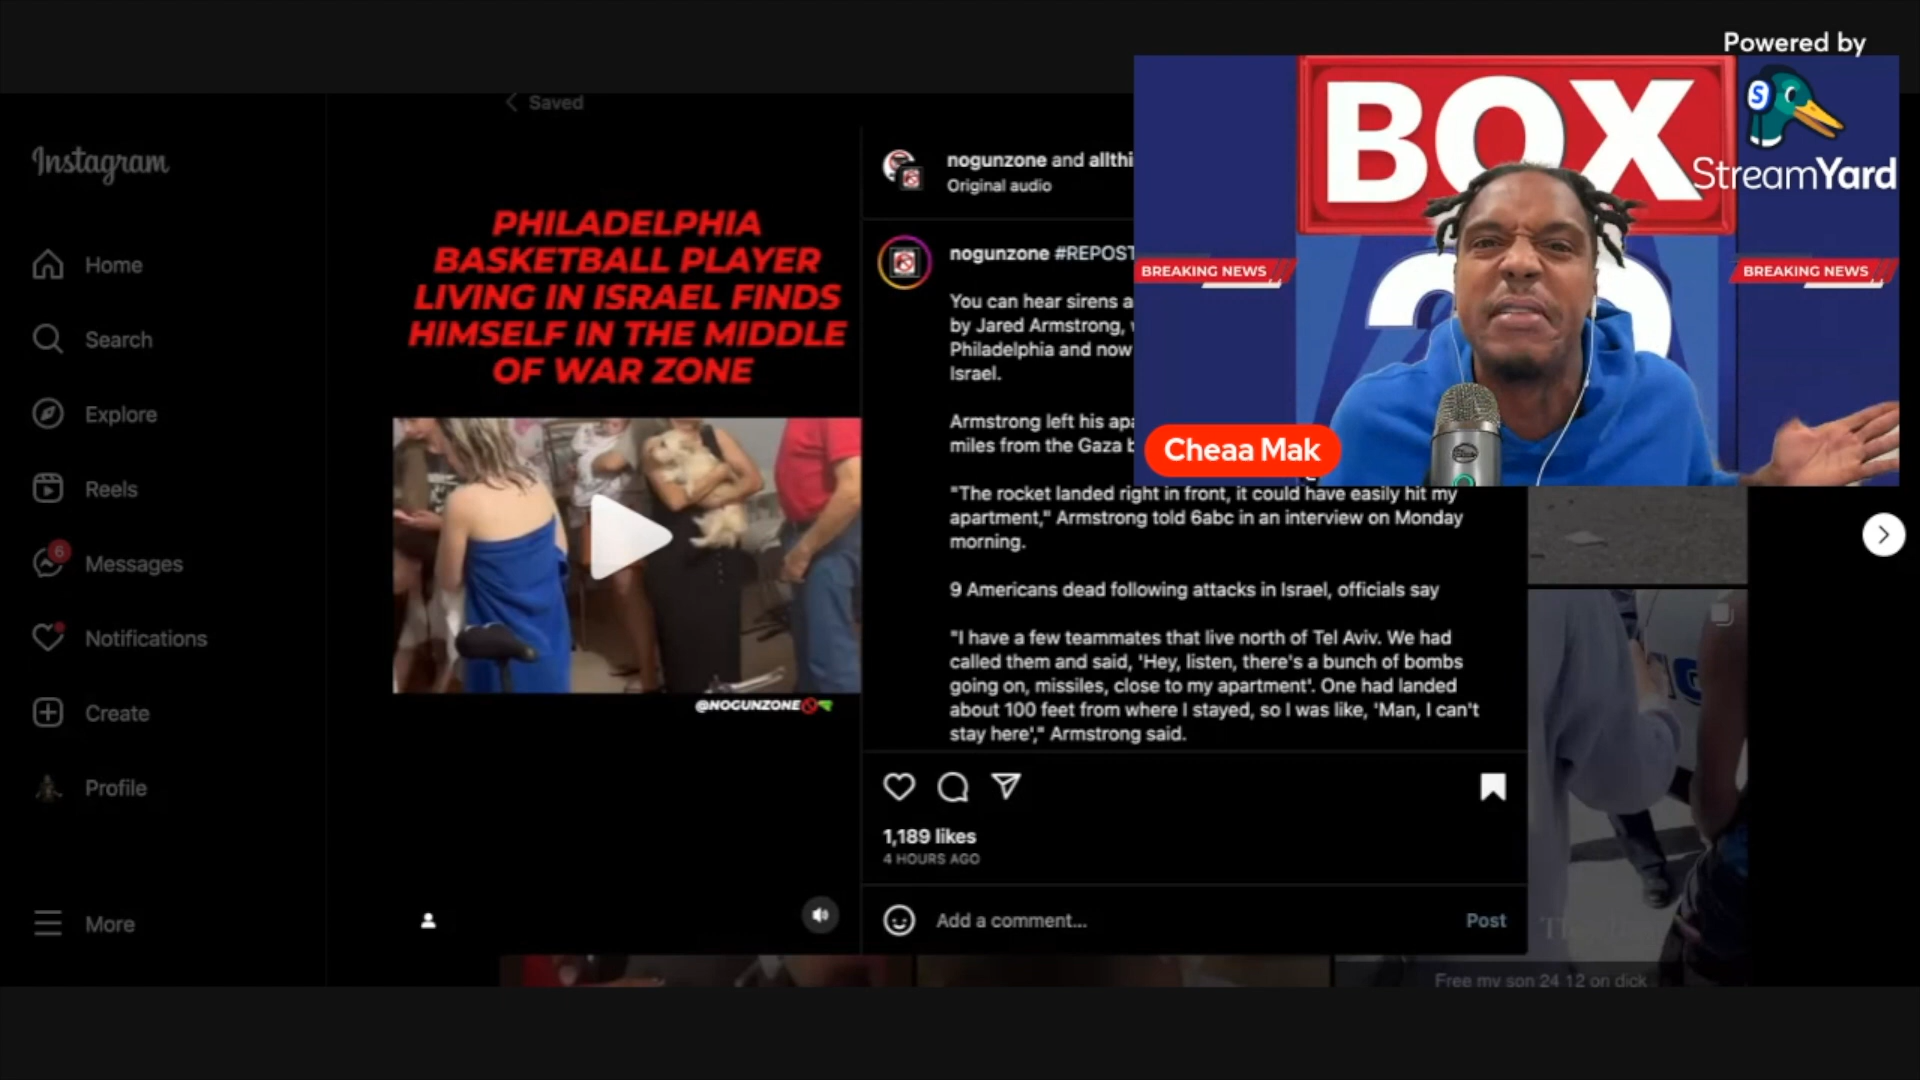 Powered by
StreamYard
BOX
BREAKING NEWS
BREAKING NEWS
Cheaa Mak
Saved
Instagram
Home
Search
Explore
Reels
6
Messages
Notifications
Create
Profile
More
PHILADELPHIA
BASKETBALL PLAYER
LIVING IN ISRAEL FINDS
HIMSELF IN THE MIDDLE
OF WAR ZONE
@NOGUNZONE
nogunzone and allthi
Original audio
nogunzone #REPOST
You can hear sirens a
by Jared Armstrong,
Philadelphia and now
Israel.
Armstrong left his apa
miles from the Gaza b
"The rocket landed right in front, it could have easily hit my
apartment," Armstrong told 6abc in an interview on Monday
morning.
9 Americans dead following attacks in Israel, officials say
"I have a few teammates that live north of Tel Aviv. We had
called them and said, 'Hey, listen, there's a bunch of bombs
going on, missiles, close to my apartment'. One had landed
about 100 feet from where I stayed, so I was like, 'Man, I can't
stay here'," Armstrong said.
1,189 likes
4 HOURS AGO
Add a comment...
Post
Free my son 24 12 on dick